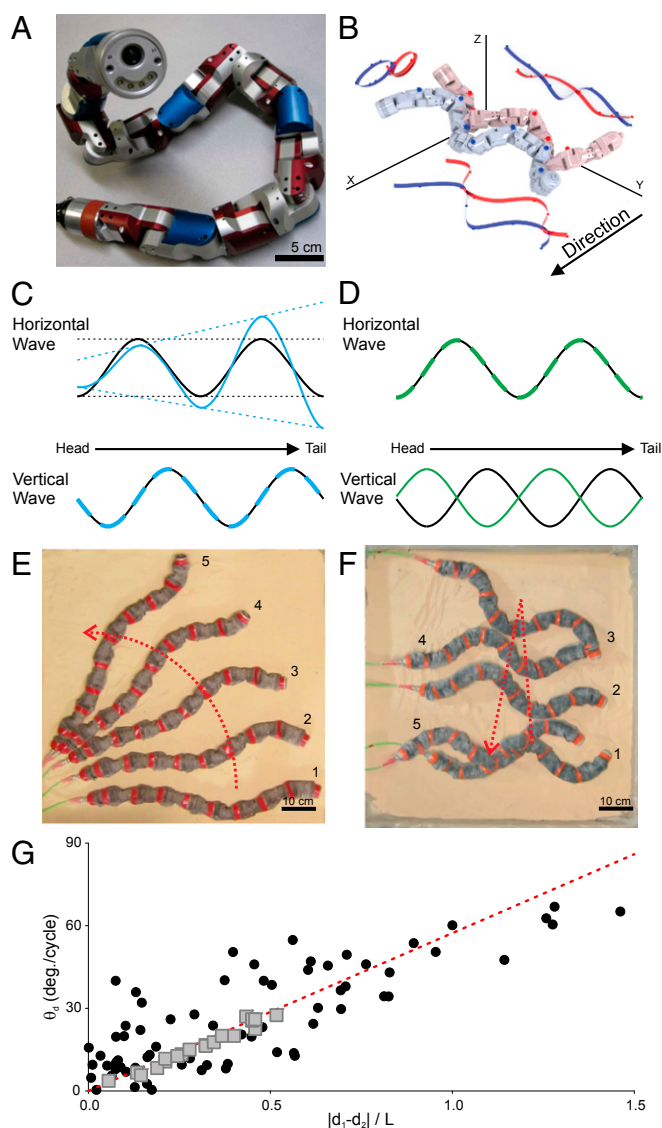 A
5 cm
B
Z
X
Y
Direction
C
Horizontal
Wave
Head
Tail
Vertical
Wave
D
Horizontal
Wave
Head
Tail
Vertical
Wave
E
5
4
3
2
1
10 cm
F
4
3
2
5
1
10 cm
G
90
60
30
0
θd (deg./cycle)
0.0
0.5
1.0
1.5
|d₁-d₂| / L